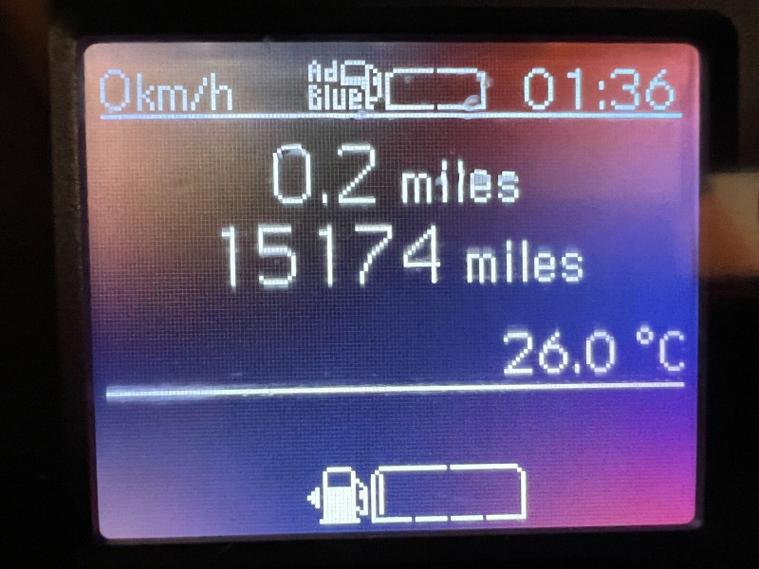 0km/h Ad Blue 01:36
0.2 miles
15174 miles
26.0 °C